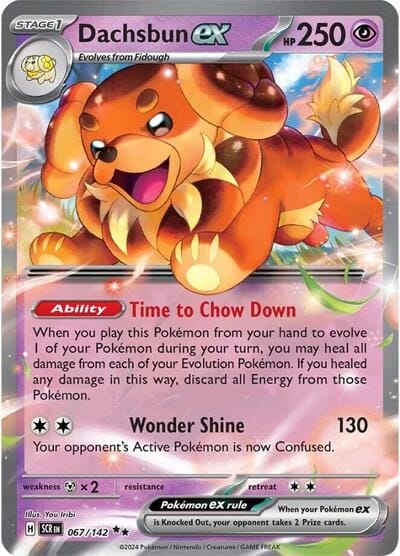 STAGE1
Dachsbun ex
HP 250
Evolves from Fidough
Ability Time to Chow Down
When you play this Pokémon from your hand to evolve
1 of your Pokémon during your turn, you may heal all
damage from each of your Evolution Pokémon. If you healed
any damage in this way, discard all Energy from those
Pokémon.
Wonder Shine 130
Your opponent's Active Pokémon is now Confused.
weakness ×2 resistance retreat
Illus. You Iribi
Pokémon ex rule When your Pokémon ex
is Knocked Out, your opponent takes 2 Prize cards.
H SCR EN 067/142
©2024 Pokémon / Nintendo / Creatures / GAME FREAK